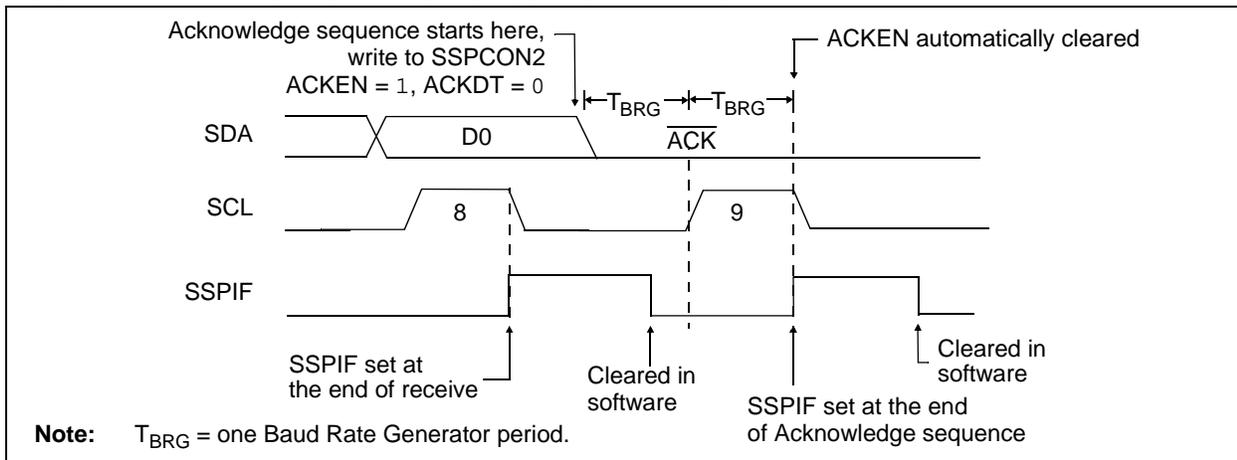 Acknowledge sequence starts here,
write to SSPCON2
ACKEN = 1, ACKDT = 0
ACKEN automatically cleared
TBRG
TBRG
SDA
D0
ACK
SCL
8
9
SSPIF
SSPIF set at
the end of receive
Cleared in
software
SSPIF set at the end
of Acknowledge sequence
Cleared in
software
Note: TBRG = one Baud Rate Generator period.